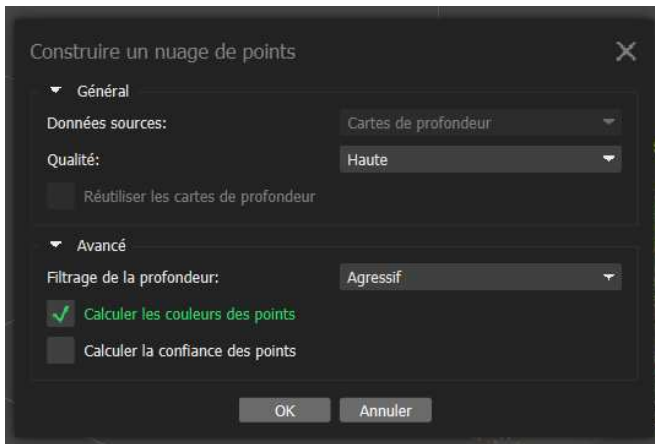 Construire un nuage de points
Général
Données sources: Cartes de profondeur
Qualité: Haute
Réutiliser les cartes de profondeur
Avancé
Filtrage de la profondeur: Agressif
Calculer les couleurs des points
Calculer la confiance des points
OK Annuler